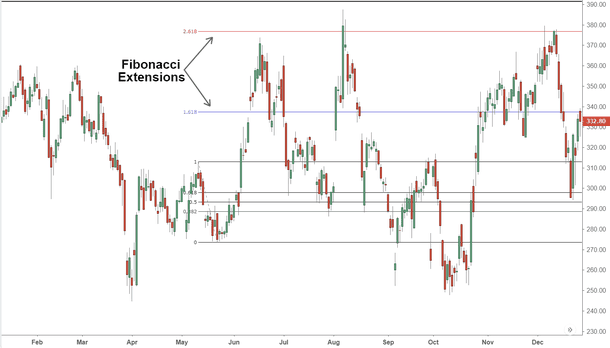 390.00
380.00
2.618
370.00
Fibonacci
Extensions
360.00
350.00
340.00
1.618
330.00
320.00
310.00
1
300.00
0.618
290.00
0.5
0.382
280.00
0
270.00
260.00
250.00
240.00
230.00
Feb
Mar
Apr
May
Jun
Jul
Aug
Sep
Oct
Nov
Dec